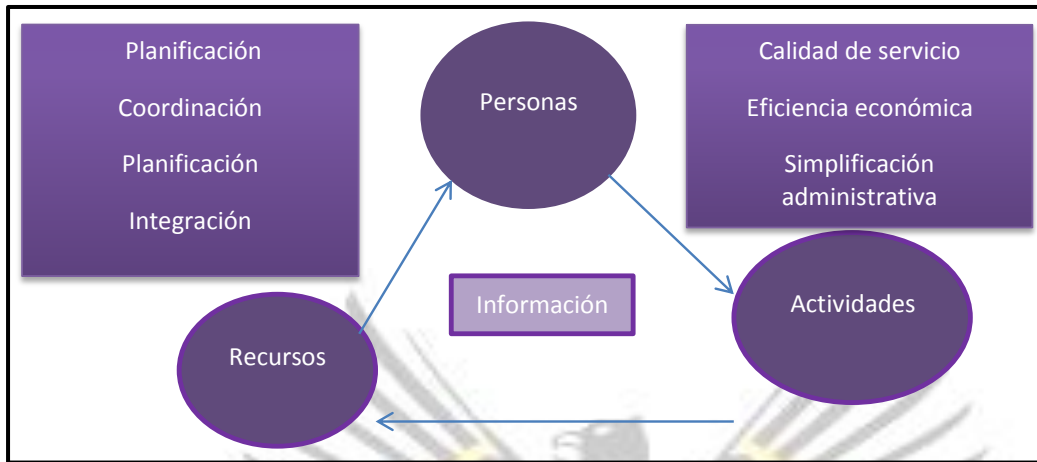 Planificación
Coordinación
Planificación
Integración
Personas
Calidad de servicio
Eficiencia económica
Simplificación
administrativa
Información
Actividades
Recursos